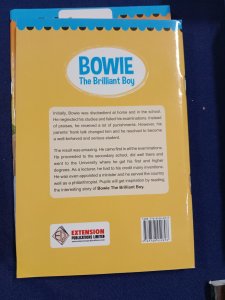 BOWIE
The Brilliant Boy
Initially, Bowie was disobedient at home and in the school.
He neglected his studies and failed his examinations. Instead
of praises, he received a lot of punishments. However, his
parents' frank talk changed him and he resolved to become
a well-behaved and serious student.
The result was amazing. He came first in all the examinations.
He proceeded to the secondary school, did well there and
went to the University where he got his first and higher
degrees. As a lecturer, he had to his credit many inventions.
He was even appointed a minister and he served the country
well as a philanthropist. Pupils will get inspiration by reading
the interesting story of Bowie The Brilliant Boy.
EXTENSION
PUBLICATIONS LIMITED